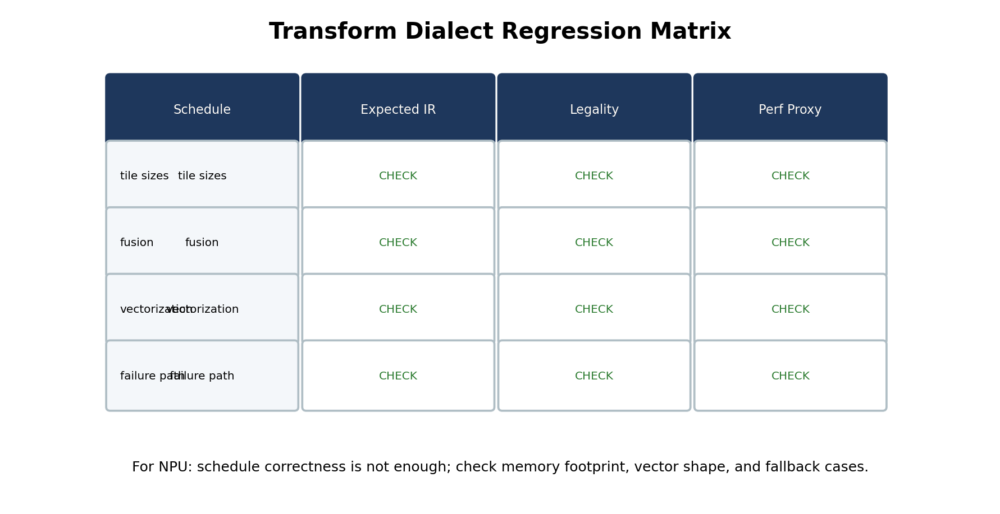 Transform Dialect Regression Matrix
Schedule Expected IR Legality Perf Proxy
tile sizes tile sizes CHECK CHECK CHECK
fusion fusion CHECK CHECK CHECK
vectorization vectorization CHECK CHECK CHECK
failure path failure path CHECK CHECK CHECK
For NPU: schedule correctness is not enough; check memory footprint, vector shape, and fallback cases.